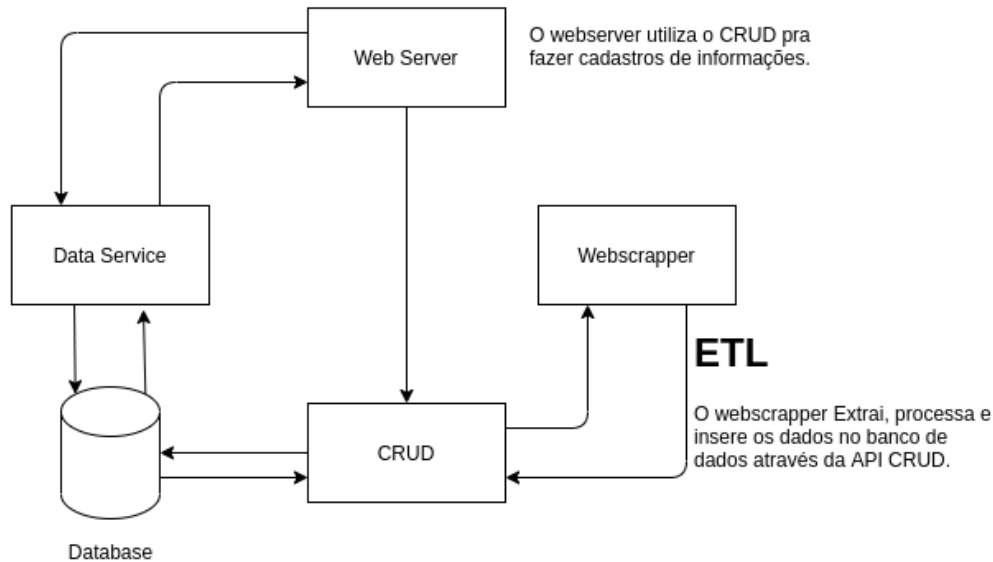 Web Server
O webserver utiliza o CRUD pra
fazer cadastros de informações.
Data Service
Webscrapper
ETL
O webscrapper Extrai, processa e
insere os dados no banco de
dados através da API CRUD.
CRUD
Database